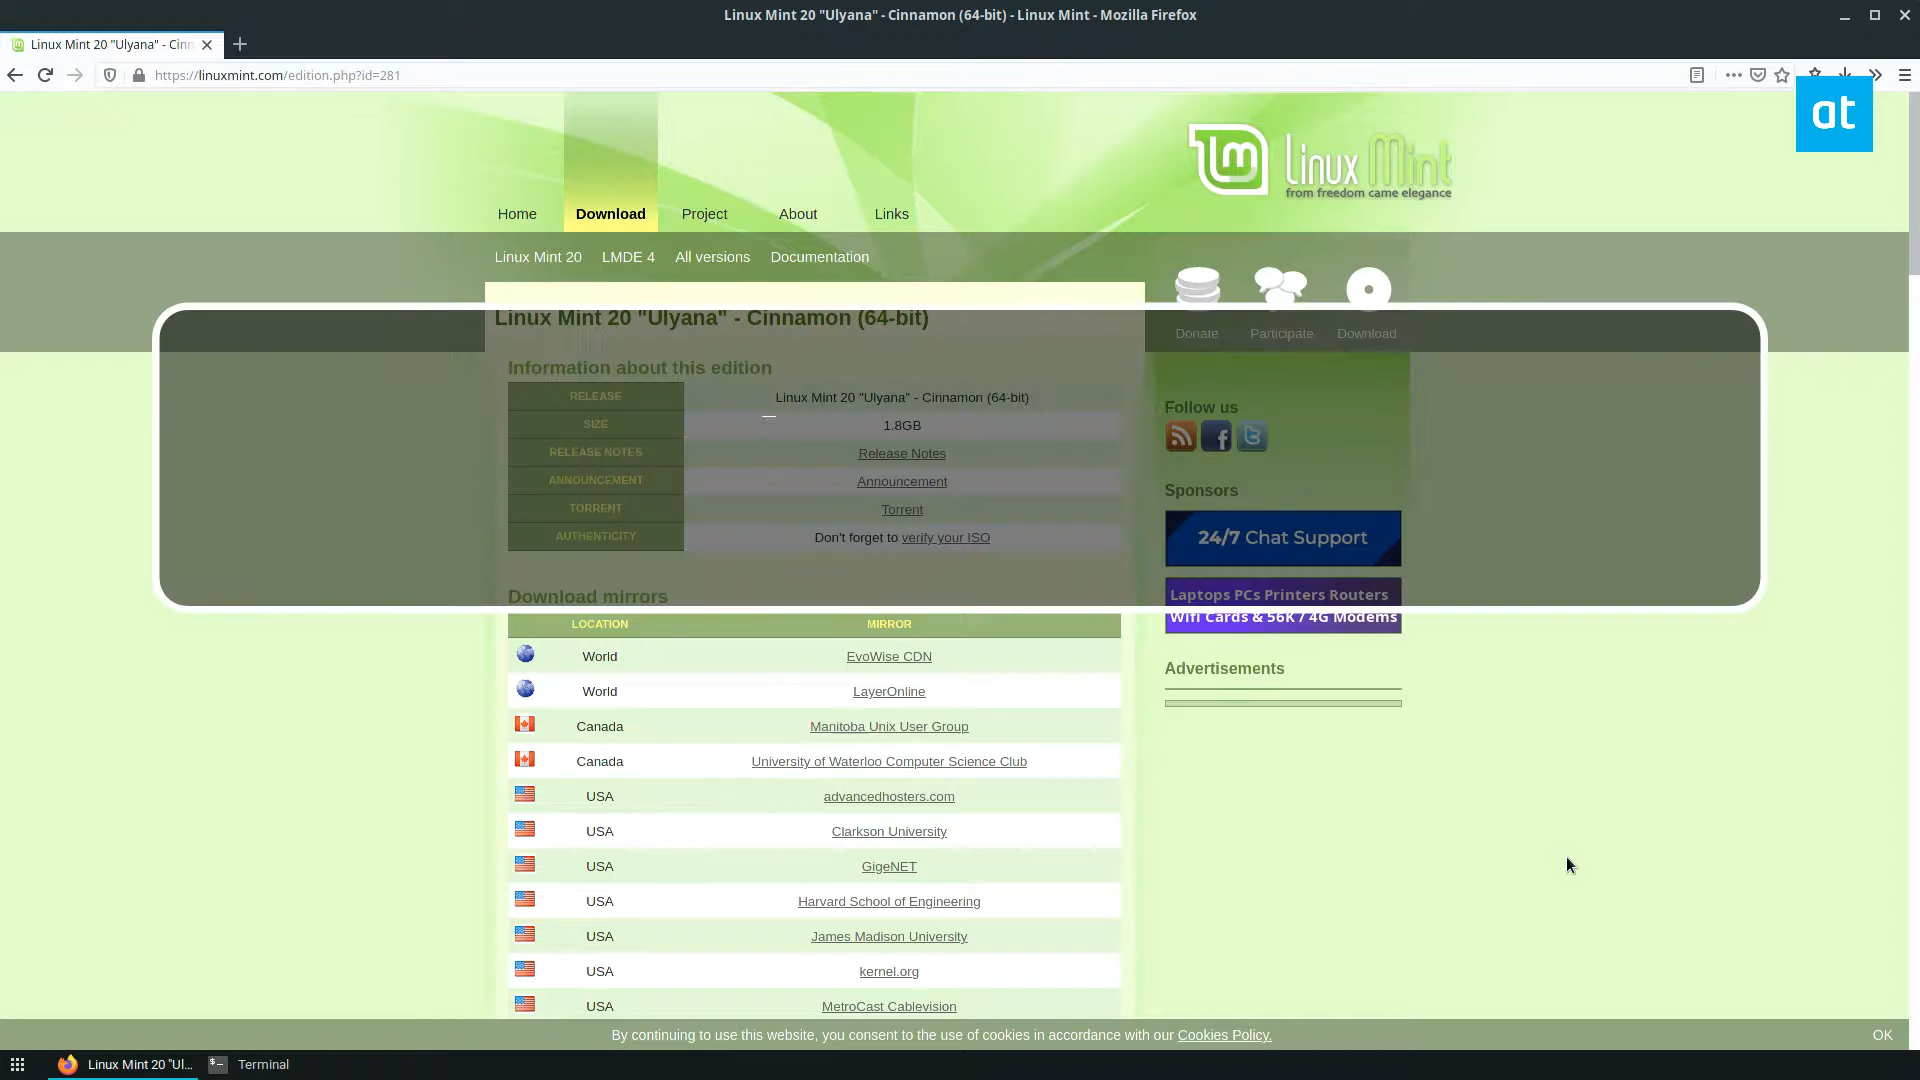 Linux Mint 20 "Ulyana" - Cinnamon (64-bit) - Linux Mint - Mozilla Firefox
Linux Mint 20 "Ulyana" - Cinn
https://linuxmint.com/edition.php?id=281
at
Linux Mint
from freedom came elegance
Home Download Project About Links
Linux Mint 20 LMDE 4 All versions Documentation
Donate Participate Download
Linux Mint 20 "Ulyana" - Cinnamon (64-bit)
Information about this edition
RELEASE Linux Mint 20 "Ulyana" - Cinnamon (64-bit)
SIZE 1.8GB
RELEASE NOTES Release Notes
ANNOUNCEMENT Announcement
TORRENT Torrent
AUTHENTICITY Don't forget to verify your ISO
Download mirrors
LOCATION MIRROR
World EvoWise CDN
World LayerOnline
Canada Manitoba Unix User Group
Canada University of Waterloo Computer Science Club
USA advancedhosters.com
USA Clarkson University
USA GigeNET
USA Harvard School of Engineering
USA James Madison University
USA kernel.org
USA MetroCast Cablevision
Follow us
Sponsors
24/7 Chat Support
Laptops PCs Printers Routers
Wifi Cards & 56K / 4G Modems
Advertisements
By continuing to use this website, you consent to the use of cookies in accordance with our Cookies Policy. OK
Linux Mint 20 "Ul... Terminal